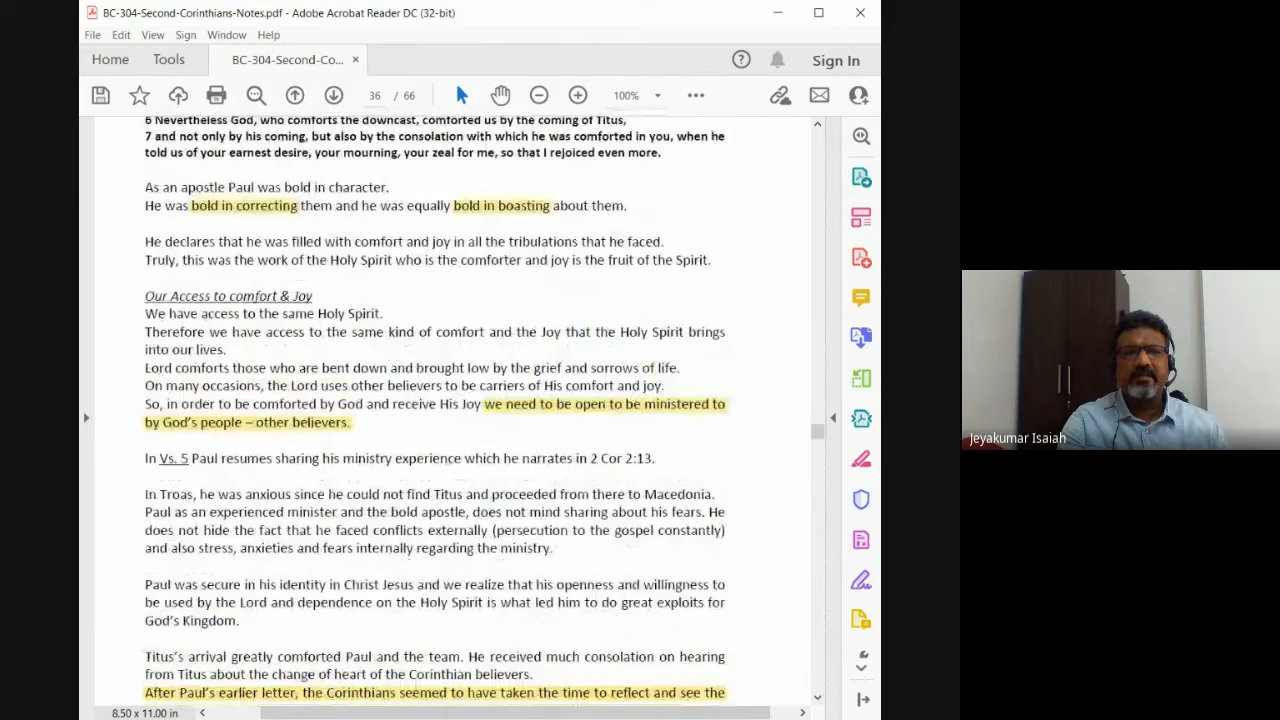 BC-304-Second-Corinthians-Notes.pdf - Adobe Acrobat Reader DC (32-bit)
File Edit View Sign Window Help
Home Tools BC-304-Second-Co... × Sign In
36 / 66 100%
6 Nevertheless God, who comforts the downcast, comforted us by the coming of Titus,
7 and not only by his coming, but also by the consolation with which he was comforted in you, when he
told us of your earnest desire, your mourning, your zeal for me, so that I rejoiced even more.
As an apostle Paul was bold in character.
He was bold in correcting them and he was equally bold in boasting about them.
He declares that he was filled with comfort and joy in all the tribulations that he faced.
Truly, this was the work of the Holy Spirit who is the comforter and joy is the fruit of the Spirit.
Our Access to comfort & Joy
We have access to the same Holy Spirit.
Therefore we have access to the same kind of comfort and the Joy that the Holy Spirit brings
into our lives.
Lord comforts those who are bent down and brought low by the grief and sorrows of life.
On many occasions, the Lord uses other believers to be carriers of His comfort and joy.
So, in order to be comforted by God and receive His Joy we need to be open to be ministered to
by God's people – other believers.
In Vs. 5 Paul resumes sharing his ministry experience which he narrates in 2 Cor 2:13.
In Troas, he was anxious since he could not find Titus and proceeded from there to Macedonia.
Paul as an experienced minister and the bold apostle, does not mind sharing about his fears. He
does not hide the fact that he faced conflicts externally (persecution to the gospel constantly)
and also stress, anxieties and fears internally regarding the ministry.
Paul was secure in his identity in Christ Jesus and we realize that his openness and willingness to
be used by the Lord and dependence on the Holy Spirit is what led him to do great exploits for
God's Kingdom.
Titus's arrival greatly comforted Paul and the team. He received much consolation on hearing
from Titus about the change of heart of the Corinthian believers.
After Paul's earlier letter, the Corinthians seemed to have taken the time to reflect and see the
8.50 x 11.00 in
Jeyakumar Isaiah